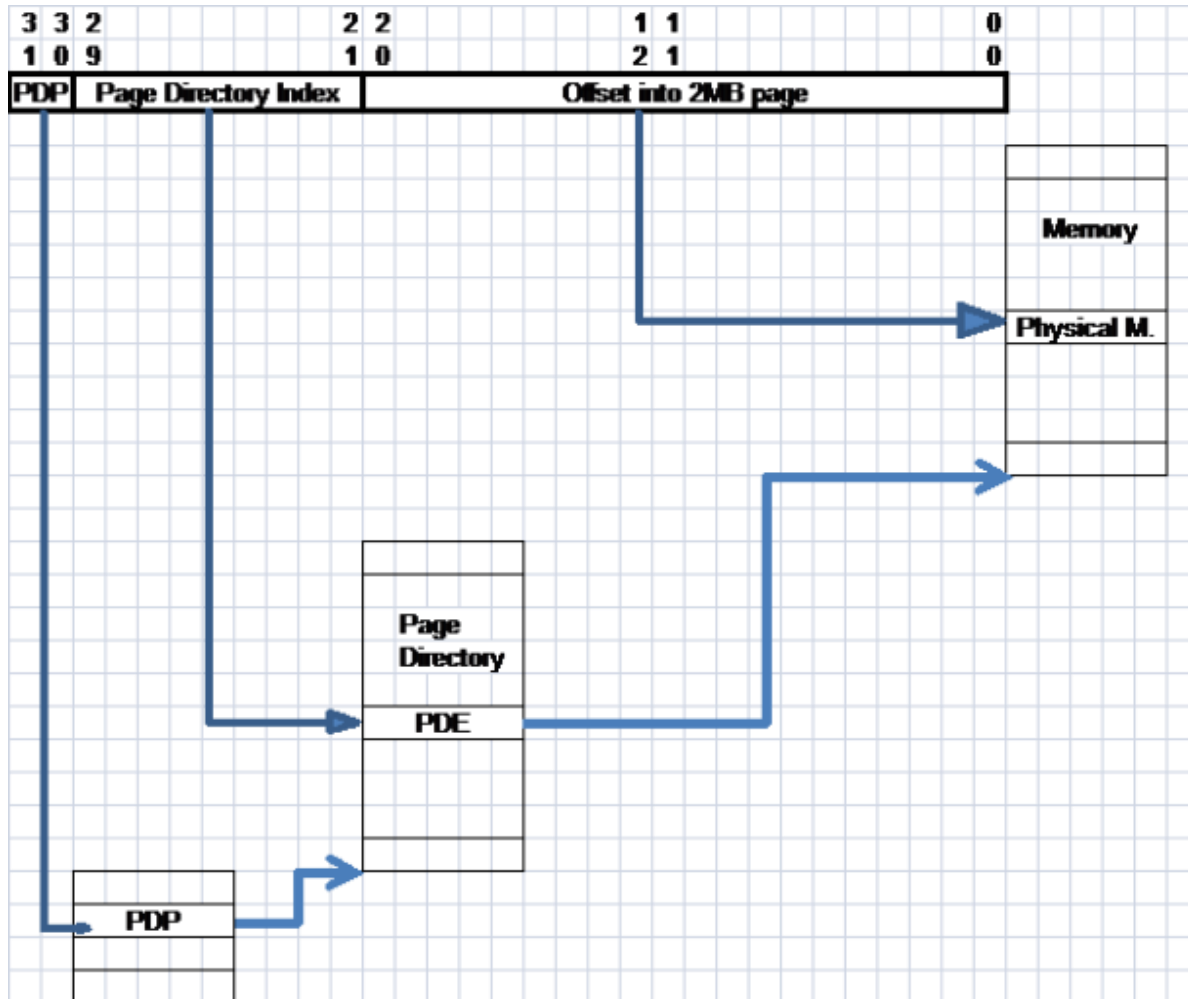 3 3 2 2 2 1 1 0
1 0 9 1 0 2 1 0
PDP Page Directory Index Offset into 2MB page
Memory
Physical M.
Page
Directory
PDE
PDP